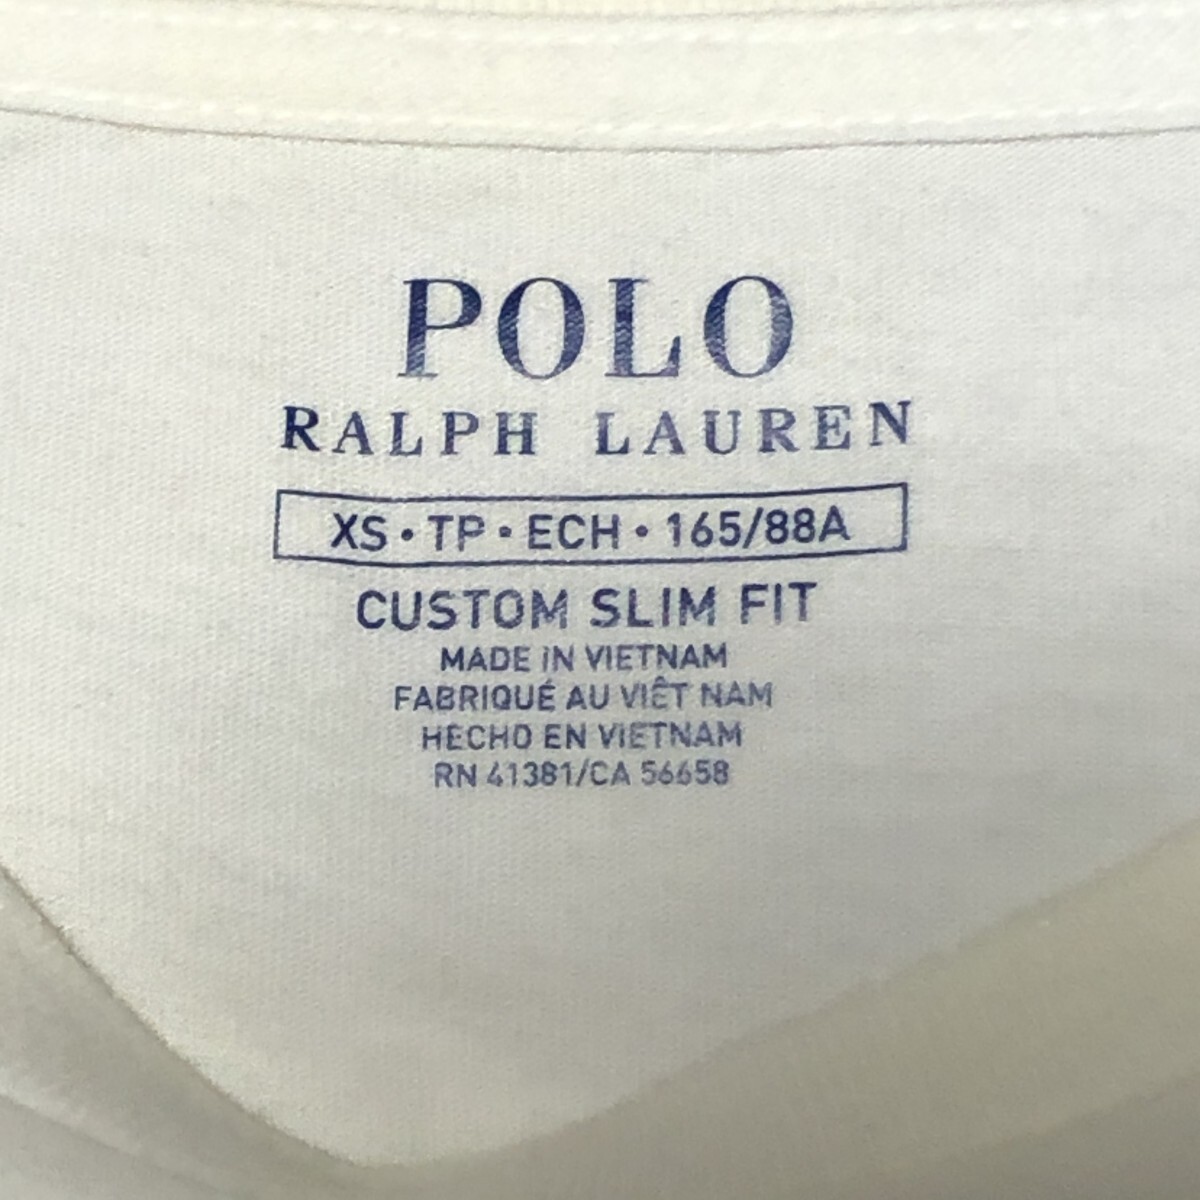 POLO
RALPH LAUREN
XS • TP • ECH • 165/88A
CUSTOM SLIM FIT
MADE IN VIETNAM
FABRIQUÉ AU VIÊT NAM
HECHO EN VIETNAM
RN 41381/CA 56658